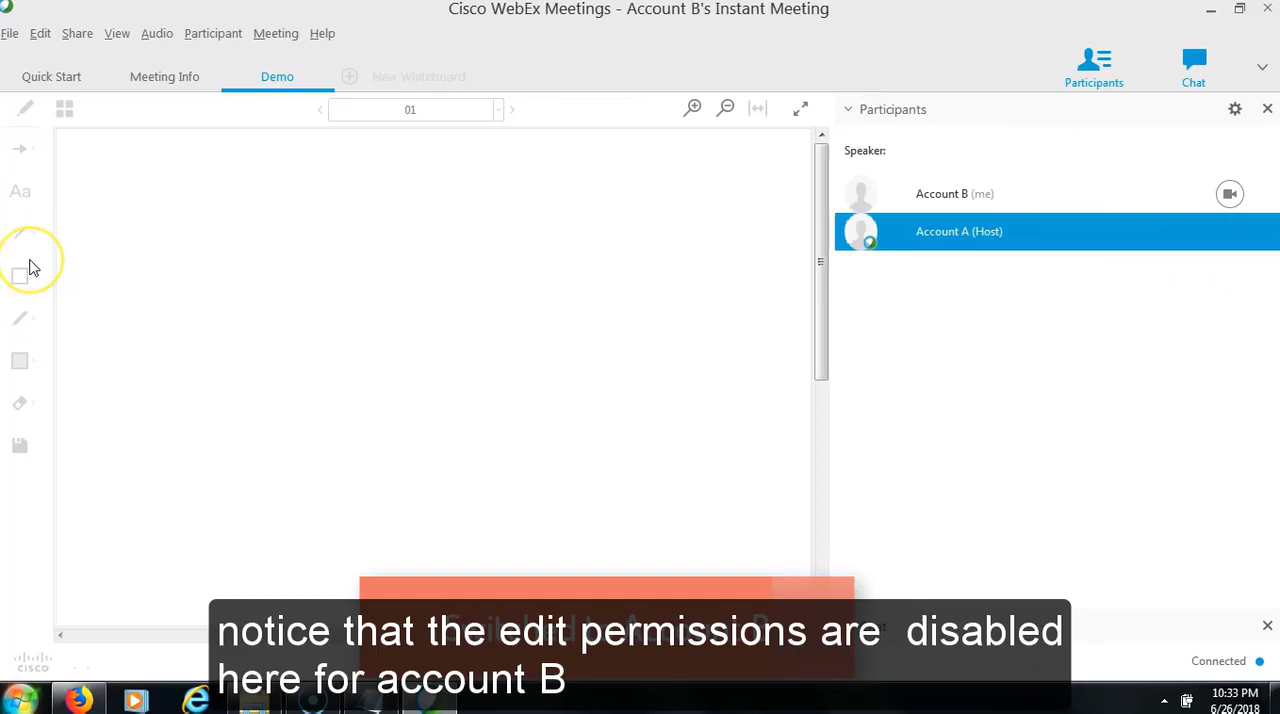 Cisco WebEx Meetings - Account B's Instant Meeting
File Edit Share View Audio Participant Meeting Help
Quick Start Meeting Info Demo New Whiteboard
Participants Chat
01
Participants
Speaker:
Aa
Account B (me)
Account A (Host)
notice that the edit permissions are disabled
here for account B
cisco
Connected
10:33 PM
6/26/2018